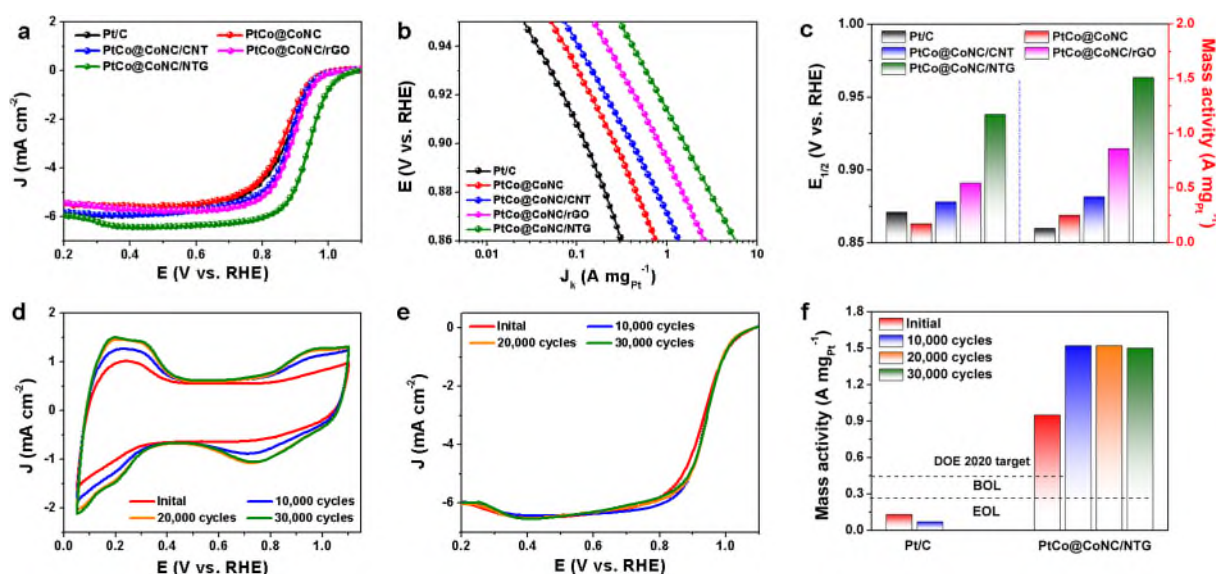 a
Pt/C
PtCo@CoNC
PtCo@CoNC/CNT
PtCo@CoNC/rGO
PtCo@CoNC/NTG
2
0
-2
-4
-6
J (mA cm-2)
0.2 0.4 0.6 0.8 1.0
E (V vs. RHE)
b
0.94
0.92
0.90
0.88
0.86
E (V vs. RHE)
Pt/C
PtCo@CoNC
PtCo@CoNC/CNT
PtCo@CoNC/rGO
PtCo@CoNC/NTG
0.01 0.1 1 10
Jk (A mgPt-1)
c
Pt/C
PtCo@CoNC
PtCo@CoNC/CNT
PtCo@CoNC/rGO
PtCo@CoNC/NTG
1.00
0.95
0.90
0.85
E1/2 (V vs. RHE)
2.0
1.5
1.0
0.5
0.0
Mass activity (A mgPt-1)
d
2
1
0
1
2
J (mA cm-2)
Inital
10,000 cycles
20,000 cycles
30,000 cycles
0.0 0.2 0.4 0.6 0.8 1.0
E (V vs. RHE)
e
Inital
10,000 cycles
20,000 cycles
30,000 cycles
0
-2
-4
-6
J (mA cm-2)
0.2 0.4 0.6 0.8 1.0
E (V vs. RHE)
f
Initial
10,000 cycles
20,000 cycles
30,000 cycles
1.8
1.5
1.2
0.9
0.6
0.3
0.0
Mass activity (A mgPt-1)
DOE 2020 target
BOL
EOL
Pt/C
PtCo@CoNC/NTG